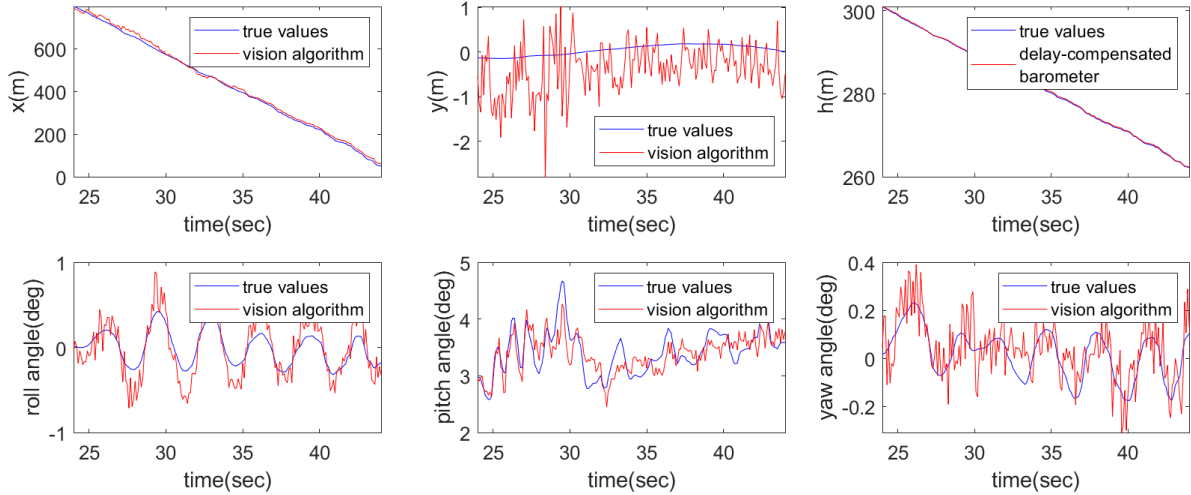 800
600
400
200
0
x(m)
true values
vision algorithm
25
30
35
40
time(sec)
0
-1
-2
y(m)
true values
vision algorithm
25
30
35
40
time(sec)
300
280
260
h(m)
true values
delay-compensated
barometer
25
30
35
40
time(sec)
1
0
-1
roll angle(deg)
true values
vision algorithm
25
30
35
40
time(sec)
5
4
3
2
pitch angle(deg)
true values
vision algorithm
25
30
35
40
time(sec)
0.4
0.2
0
-0.2
yaw angle(deg)
true values
vision algorithm
25
30
35
40
time(sec)